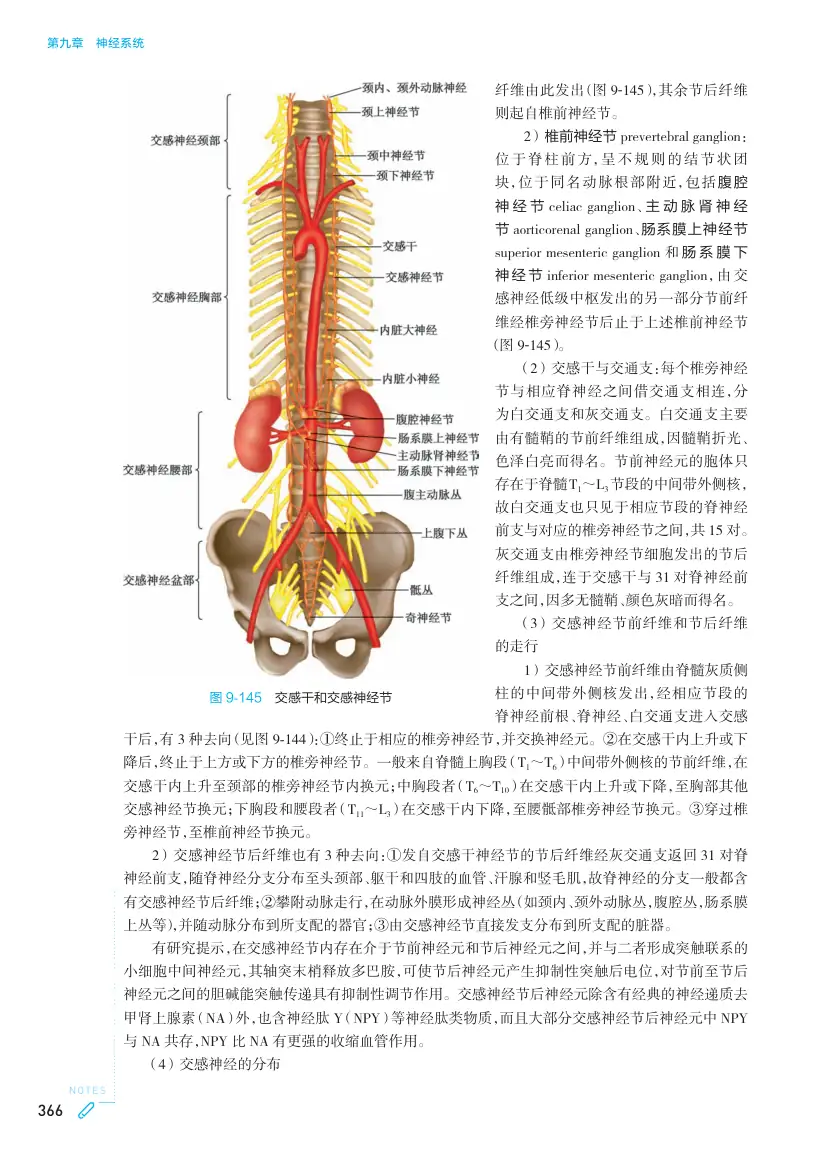 第九章 神经系统
颈内、颈外动脉神经
颈上神经节
交感神经颈部
颈中神经节
颈下神经节
交感干
交感神经节
交感神经胸部
内脏大神经
内脏小神经
腹腔神经节
肠系膜上神经节
主动脉肾神经节
交感神经腰部
肠系膜下神经节
腹主动脉丛
上腹下丛
交感神经盆部
骶丛
奇神经节
图 9-145 交感干和交感神经节
纤维由此发出(图 9-145),其余节后纤维
则起自椎前神经节。
2)椎前神经节 prevertebral ganglion:
位于脊柱前方,呈不规则的结节状团
块,位于同名动脉根部附近,包括腹腔
神经节 celiac ganglion、主动脉肾神经
节 aorticorenal ganglion、肠系膜上神经节
superior mesenteric ganglion 和肠系膜下
神经节 inferior mesenteric ganglion,由交
感神经低级中枢发出的另一部分节前纤
维经椎旁神经节后止于上述椎前神经节
(图 9-145)。
(2)交感干与交通支:每个椎旁神经
节与相应脊神经之间借交通支相连,分
为白交通支和灰交通支。白交通支主要
由有髓鞘的节前纤维组成,因髓鞘折光、
色泽白亮而得名。节前神经元的胞体只
存在于脊髓T₁～L₃节段的中间带外侧核,
故白交通支也只见于相应节段的脊神经
前支与对应的椎旁神经节之间,共 15 对。
灰交通支由椎旁神经节细胞发出的节后
纤维组成,连于交感干与 31 对脊神经前
支之间,因多无髓鞘、颜色灰暗而得名。
(3)交感神经节前纤维和节后纤维
的走行
1)交感神经节前纤维由脊髓灰质侧
柱的中间带外侧核发出,经相应节段的
脊神经前根、脊神经、白交通支进入交感
干后,有 3 种去向(见图 9-144):①终止于相应的椎旁神经节,并交换神经元。②在交感干内上升或下
降后,终止于上方或下方的椎旁神经节。一般来自脊髓上胸段(T₁～T₆)中间带外侧核的节前纤维,在
交感干内上升至颈部的椎旁神经节内换元;中胸段者(T₆～T₁₀)在交感干内上升或下降,至胸部其他
交感神经节换元;下胸段和腰段者(T₁₁～L₃)在交感干内下降,至腰骶部椎旁神经节换元。③穿过椎
旁神经节,至椎前神经节换元。
2)交感神经节后纤维也有 3 种去向:①发自交感干神经节的节后纤维经灰交通支返回 31 对脊
神经前支,随脊神经分支分布至头颈部、躯干和四肢的血管、汗腺和竖毛肌,故脊神经的分支一般都含
有交感神经节后纤维;②攀附动脉走行,在动脉外膜形成神经丛(如颈内、颈外动脉丛,腹腔丛,肠系膜
上丛等),并随动脉分布到所支配的器官;③由交感神经节直接发支分布到所支配的脏器。
有研究提示,在交感神经节内存在介于节前神经元和节后神经元之间,并与二者形成突触联系的
小细胞中间神经元,其轴突末梢释放多巴胺,可使节后神经元产生抑制性突触后电位,对节前至节后
神经元之间的胆碱能突触传递具有抑制性调节作用。交感神经节后神经元除含有经典的神经递质去
甲肾上腺素(NA)外,也含神经肽 Y(NPY)等神经肽类物质,而且大部分交感神经节后神经元中 NPY
与 NA 共存,NPY 比 NA 有更强的收缩血管作用。
(4)交感神经的分布
NOTES
366